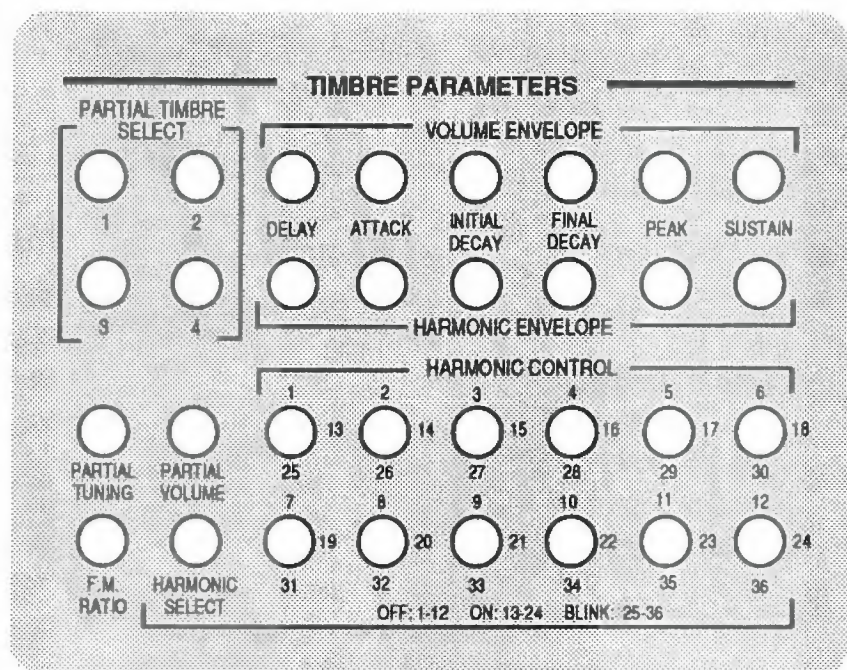 TIMBRE PARAMETERS
PARTIAL TIMBRE
SELECT
VOLUME ENVELOPE
1 2
DELAY ATTACK INITIAL DECAY FINAL DECAY PEAK SUSTAIN
3 4
HARMONIC ENVELOPE
HARMONIC CONTROL
1 2 3 4 5 6
13 14 15 16 17 18
25 26 27 28 29 30
PARTIAL TUNING PARTIAL VOLUME
7 8 9 10 11 12
19 20 21 22 23 24
31 32 33 34 35 36
F.M. RATIO HARMONIC SELECT
OFF: 1-12 ON: 13-24 BLINK: 25-36